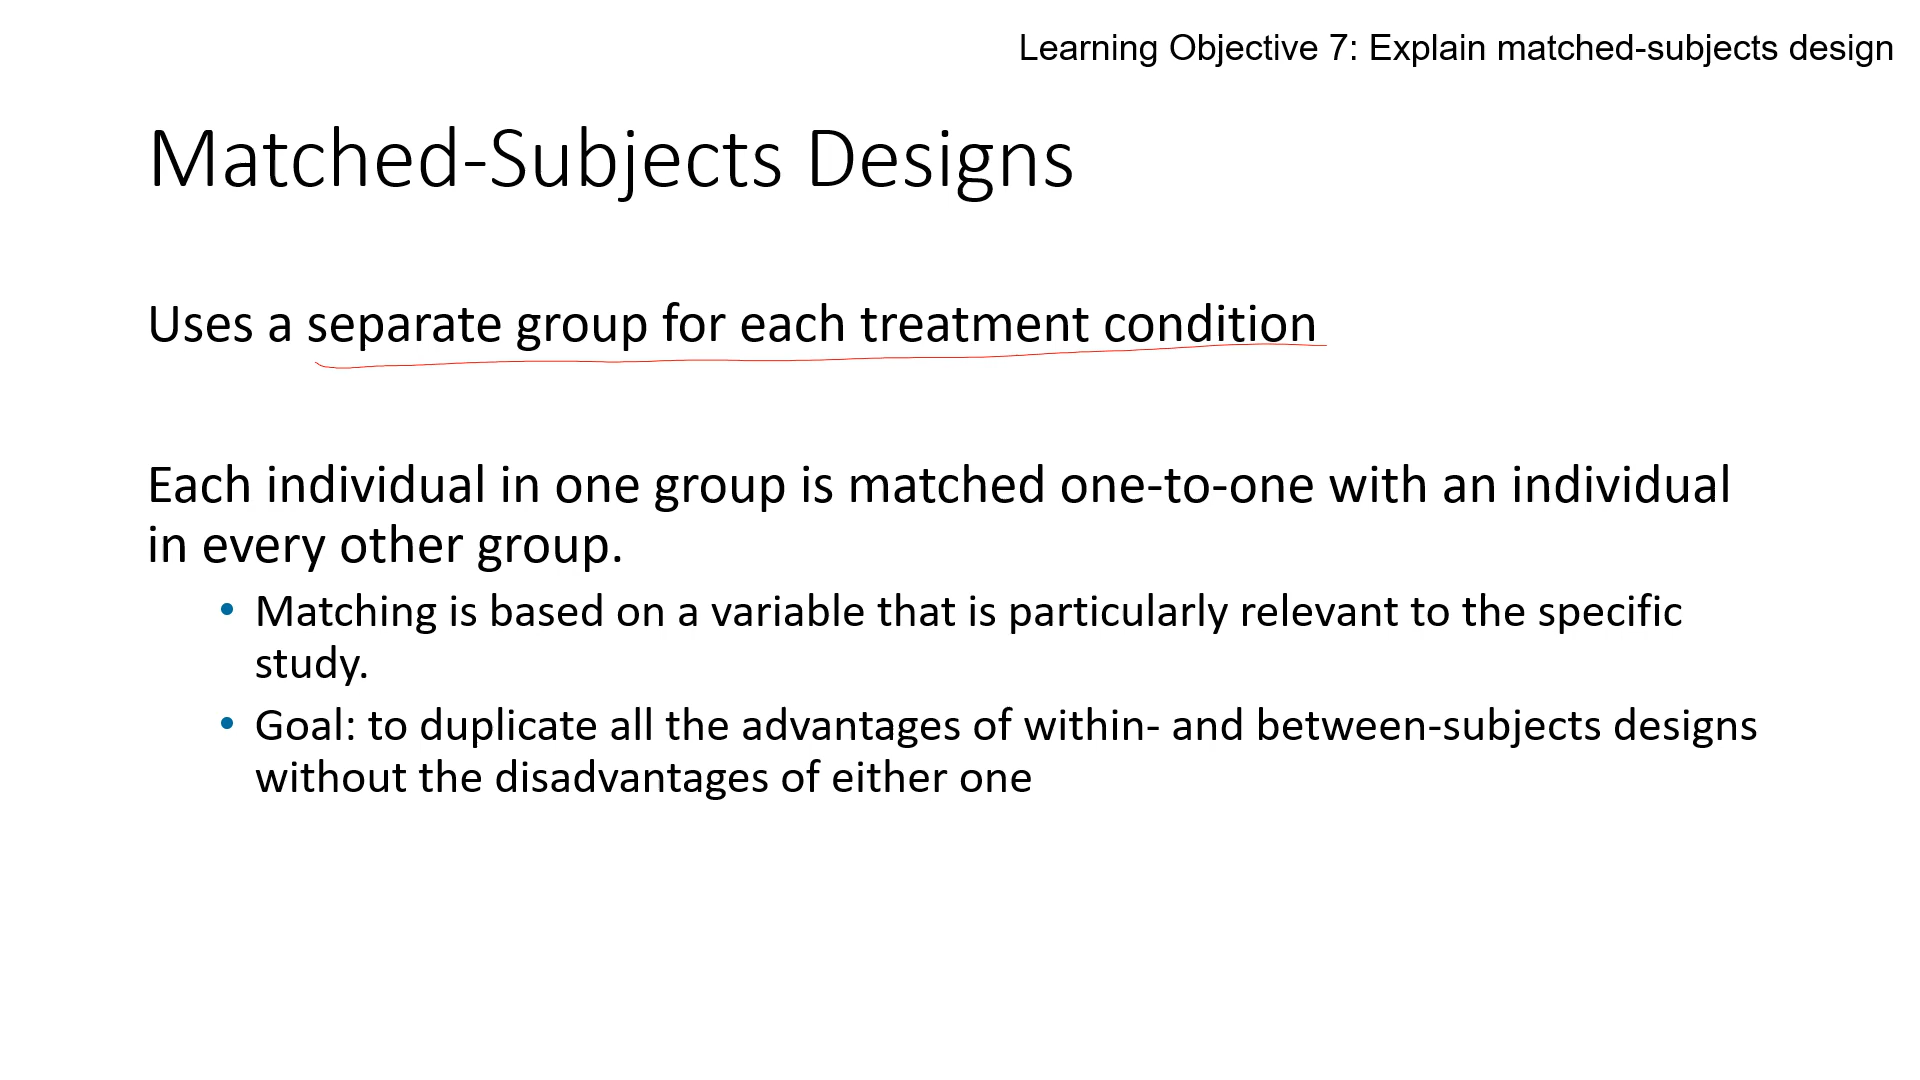 Learning Objective 7: Explain matched-subjects design
Matched-Subjects Designs
Uses a separate group for each treatment condition
Each individual in one group is matched one-to-one with an individual
in every other group.
• Matching is based on a variable that is particularly relevant to the specific
study.
• Goal: to duplicate all the advantages of within- and between-subjects designs
without the disadvantages of either one